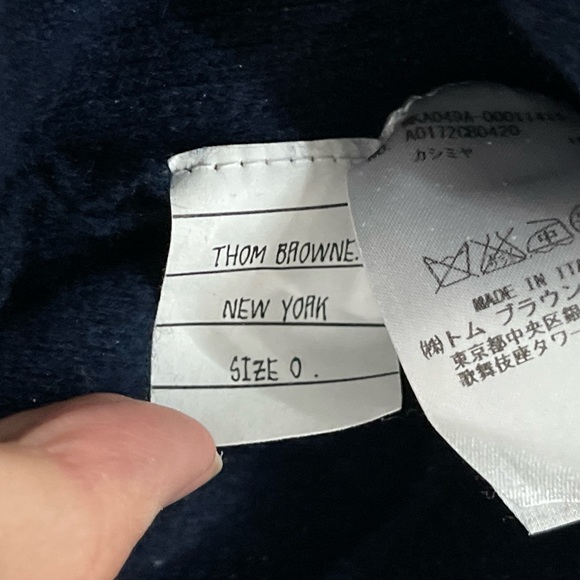 THOM BROWNE.
NEW YORK
SIZE 0.
A0172CB0420
カシミヤ
MADE IN ITA
(株)トム ブラウン
東京都中央区銀
歌舞伎座タワー